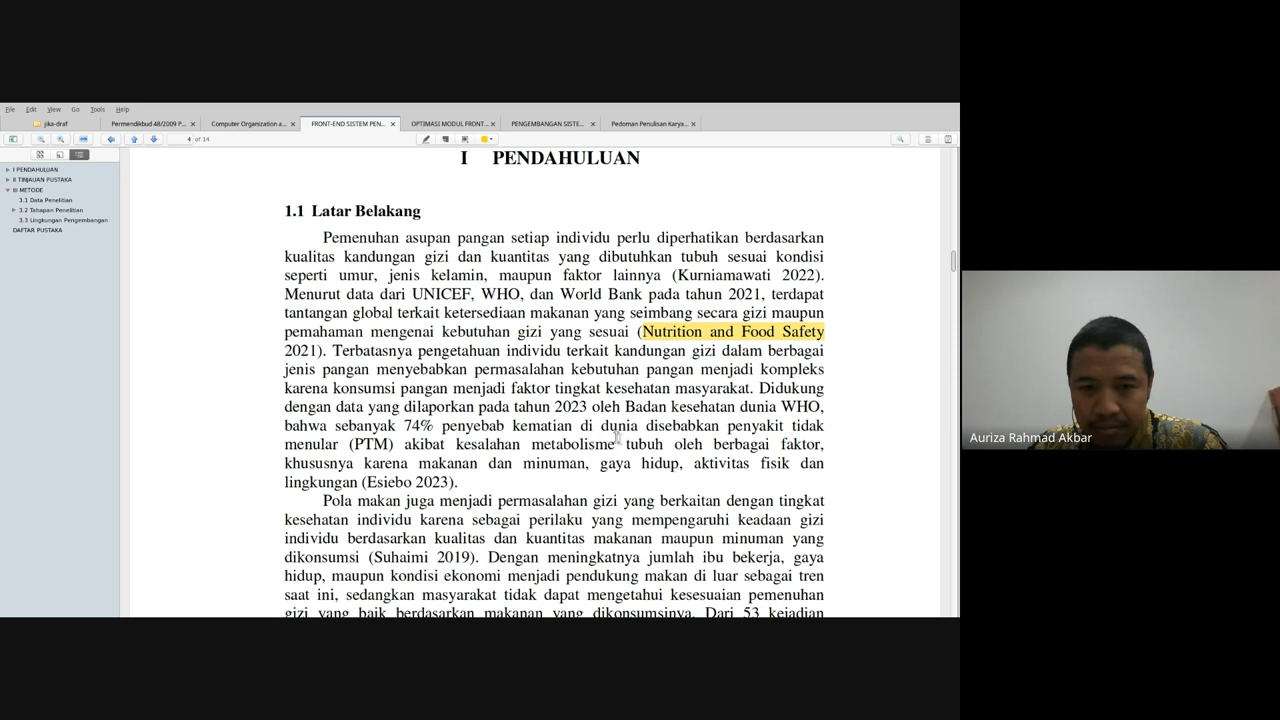 File Edit View Go Tools Help
jika-draf
Permendikbud 48/2009 P...
Computer Organization a...
FRONT-END SISTEM PEN...
OPTIMASI MODUL FRONT...
PENGEMBANGAN SISTE...
Pedoman Penulisan Karya...
4 of 14
I PENDAHULUAN
II TINJAUAN PUSTAKA
III METODE
3.1 Data Penelitian
3.2 Tahapan Penelitian
3.3 Lingkungan Pengembangan
DAFTAR PUSTAKA
I PENDAHULUAN
1.1 Latar Belakang
Pemenuhan asupan pangan setiap individu perlu diperhatikan berdasarkan
kualitas kandungan gizi dan kuantitas yang dibutuhkan tubuh sesuai kondisi
seperti umur, jenis kelamin, maupun faktor lainnya (Kurniamawati 2022).
Menurut data dari UNICEF, WHO, dan World Bank pada tahun 2021, terdapat
tantangan global terkait ketersediaan makanan yang seimbang secara gizi maupun
pemahaman mengenai kebutuhan gizi yang sesuai (Nutrition and Food Safety
2021). Terbatasnya pengetahuan individu terkait kandungan gizi dalam berbagai
jenis pangan menyebabkan permasalahan kebutuhan pangan menjadi kompleks
karena konsumsi pangan menjadi faktor tingkat kesehatan masyarakat. Didukung
dengan data yang dilaporkan pada tahun 2023 oleh Badan kesehatan dunia WHO,
bahwa sebanyak 74% penyebab kematian di dunia disebabkan penyakit tidak
menular (PTM) akibat kesalahan metabolisme tubuh oleh berbagai faktor,
khususnya karena makanan dan minuman, gaya hidup, aktivitas fisik dan
lingkungan (Esiebo 2023).
Pola makan juga menjadi permasalahan gizi yang berkaitan dengan tingkat
kesehatan individu karena sebagai perilaku yang mempengaruhi keadaan gizi
individu berdasarkan kualitas dan kuantitas makanan maupun minuman yang
dikonsumsi (Suhaimi 2019). Dengan meningkatnya jumlah ibu bekerja, gaya
hidup, maupun kondisi ekonomi menjadi pendukung makan di luar sebagai tren
saat ini, sedangkan masyarakat tidak dapat mengetahui kesesuaian pemenuhan
gizi yang baik berdasarkan makanan yang dikonsumsinya. Dari 53 kejadian
Auriza Rahmad Akbar